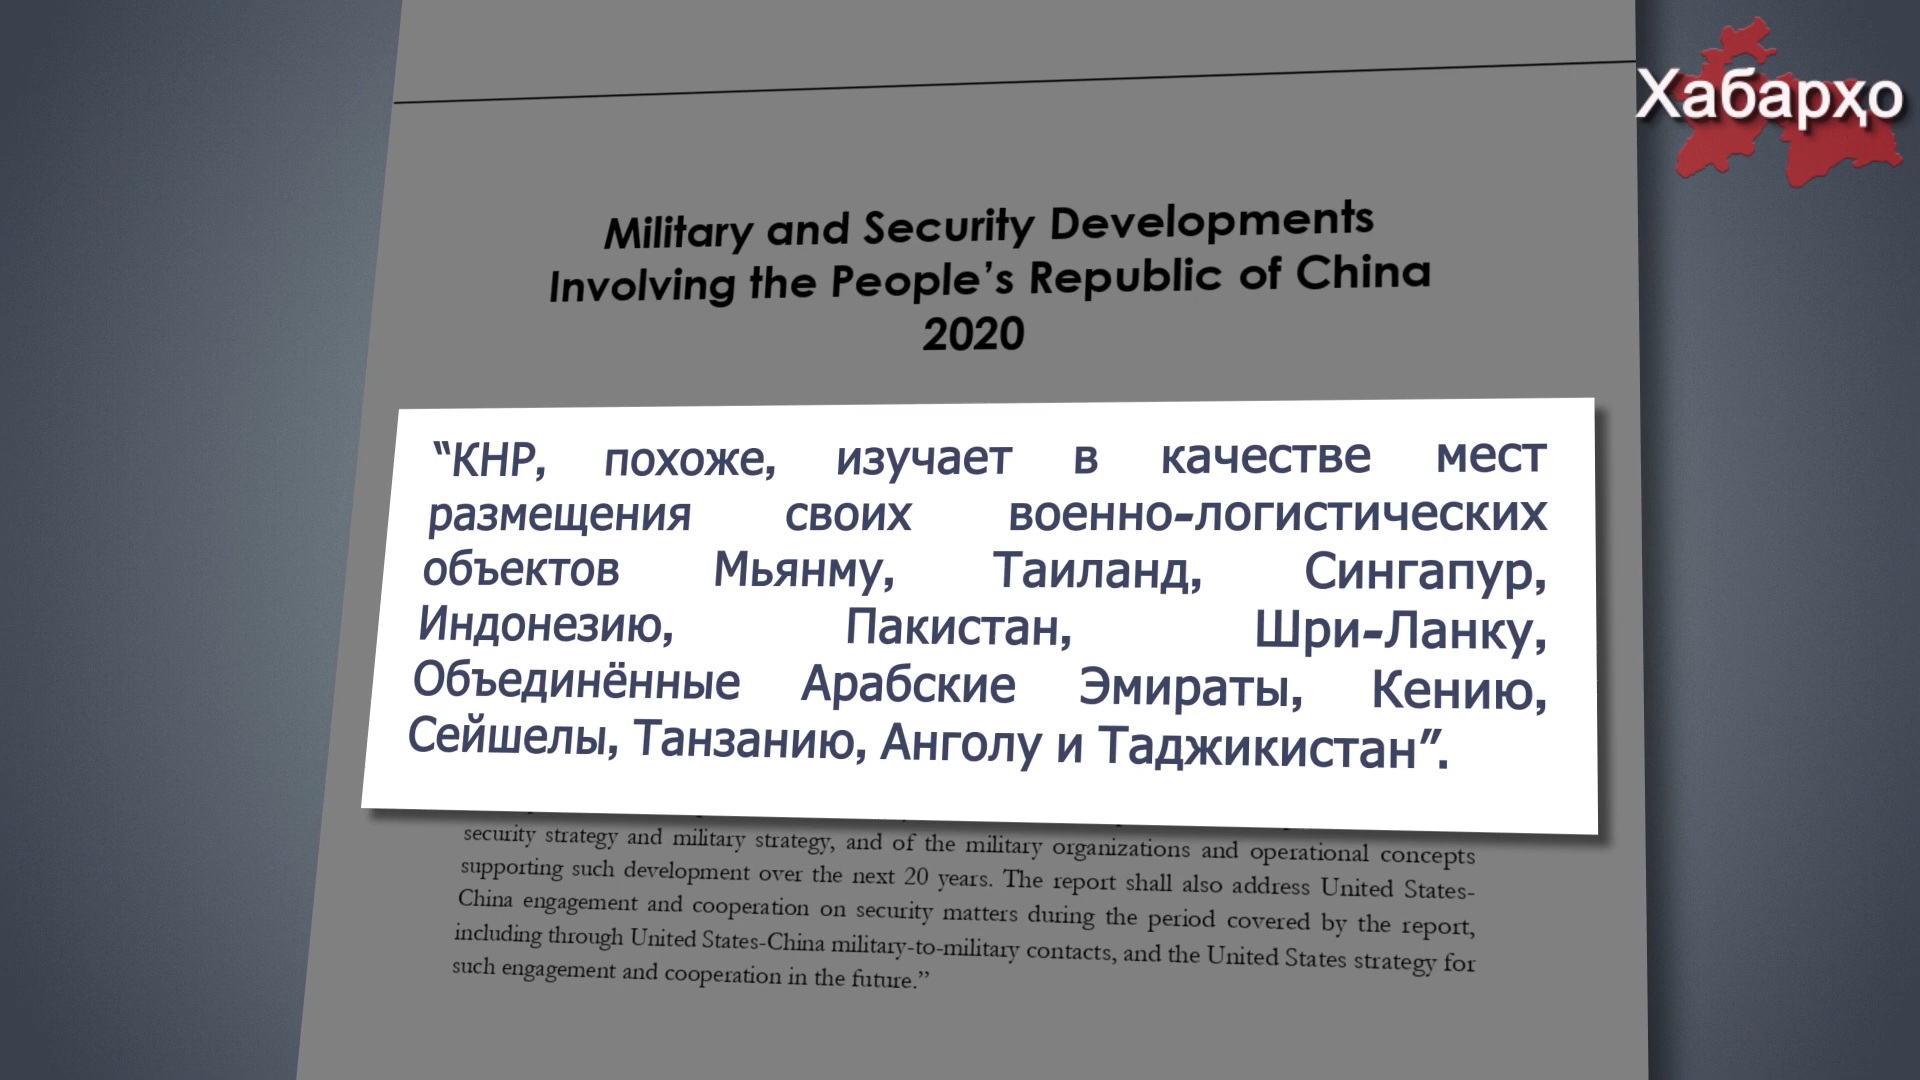 Хабарҳо
Military and Security Developments
Involving the People’s Republic of China
2020
“КНР, похоже, изучает в качестве мест
размещения своих военно-логистических
объектов Мьянму, Таиланд, Сингапур,
Индонезию, Пакистан, Шри-Ланку,
Объединённые Арабские Эмираты, Кению,
Сейшелы, Танзанию, Анголу и Таджикистан”.
security strategy and military strategy, and of the military organizations and operational concepts
supporting such development over the next 20 years. The report shall also address United States-
China engagement and cooperation on security matters during the period covered by the report,
including through United States-China military-to-military contacts, and the United States strategy for
such engagement and cooperation in the future.”